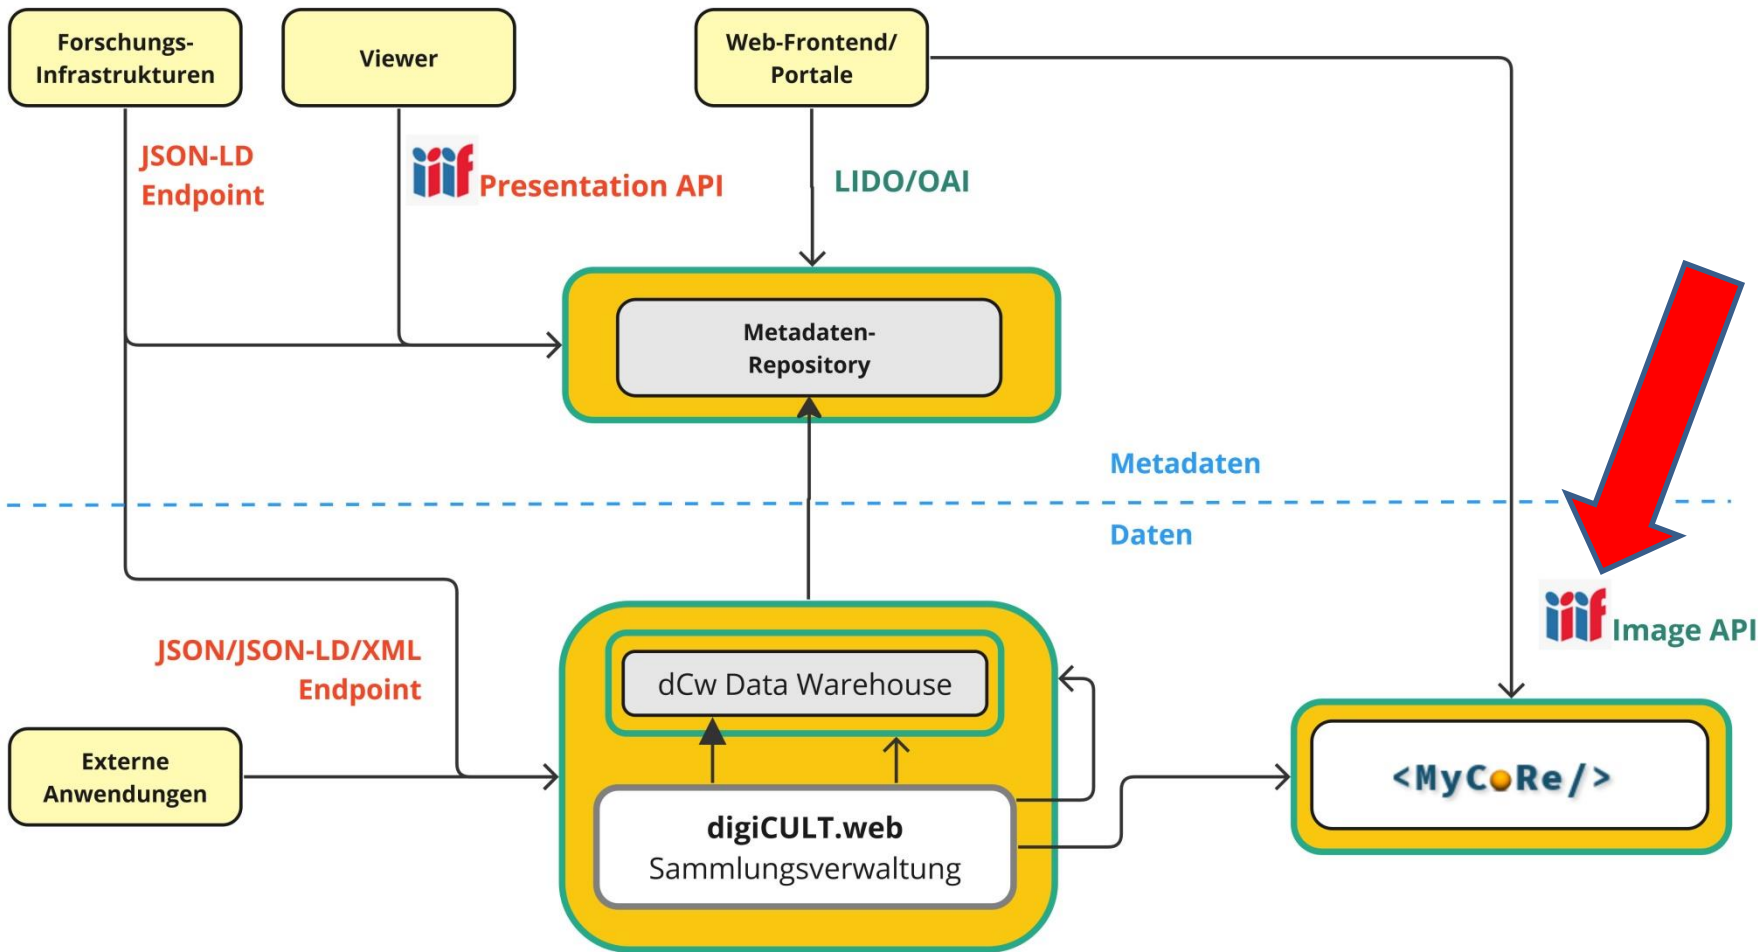 Forschungs-
Infrastrukturen
Viewer
Web-Frontend/
Portale
JSON-LD
Endpoint
iiif Presentation API
LIDO/OAI
Metadaten-
Repository
Metadaten
Daten
iiif Image API
JSON/JSON-LD/XML
Endpoint
dCw Data Warehouse
Externe
Anwendungen
<MyCoRe/>
digiCULT.web
Sammlungsverwaltung